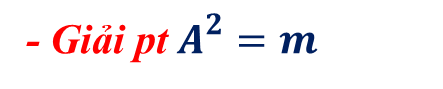 - Giải pt A² = m